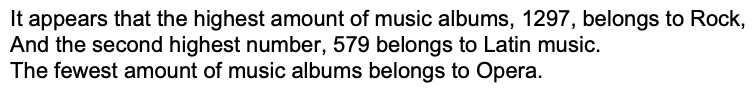 It appears that the highest amount of music albums, 1297, belongs to Rock,
And the second highest number, 579 belongs to Latin music.
The fewest amount of music albums belongs to Opera.